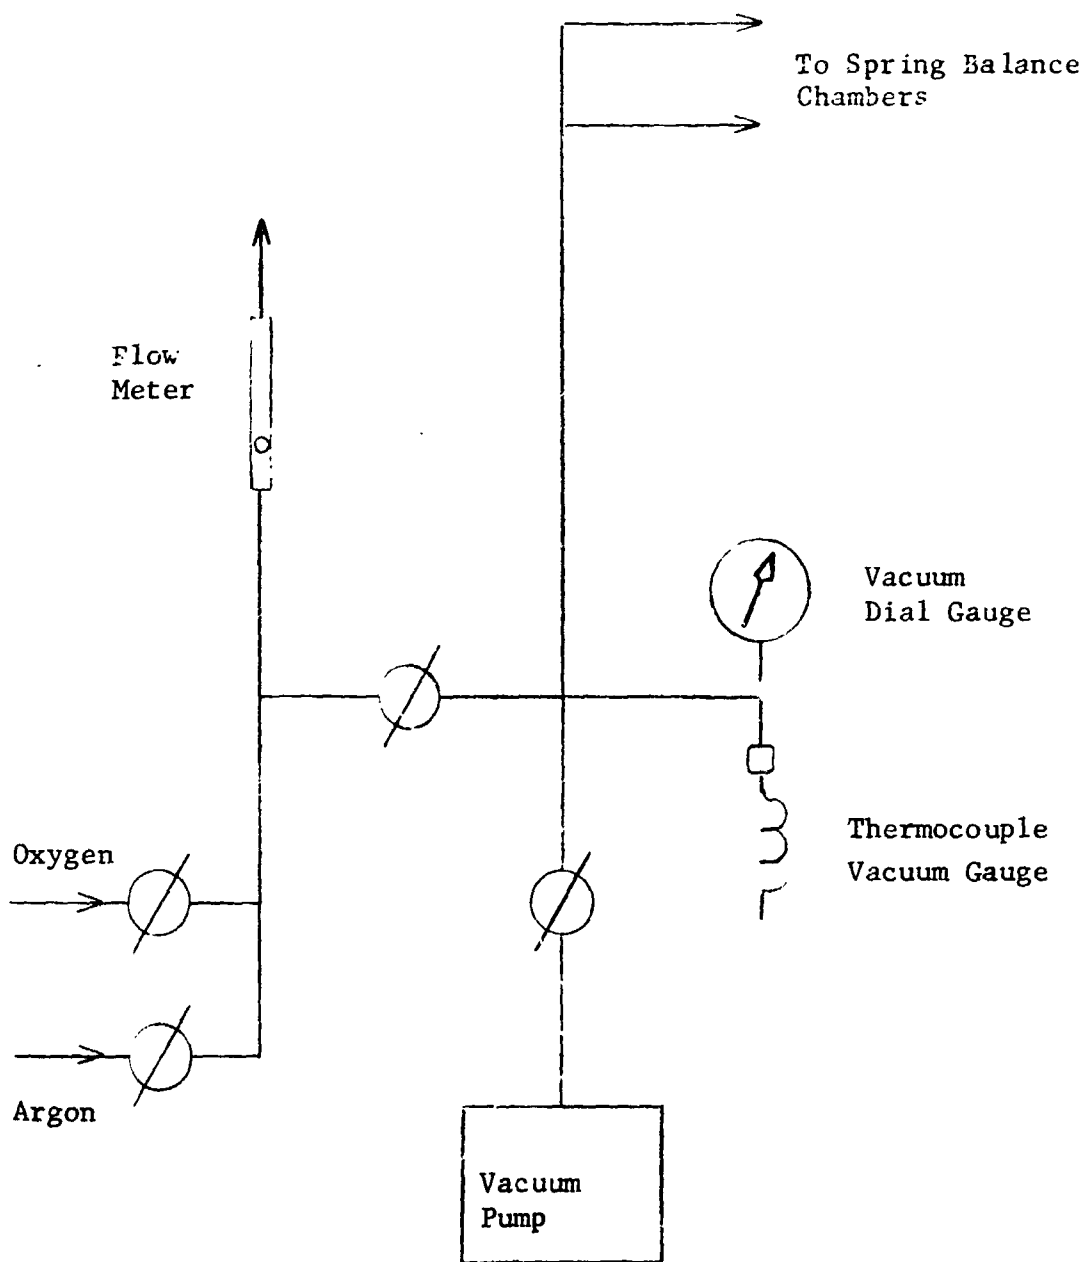 To Spring Balance
Chambers
Flow
Meter
Vacuum
Dial Gauge
Oxygen
Thermocouple
Vacuum Gauge
Argon
Vacuum
Pump